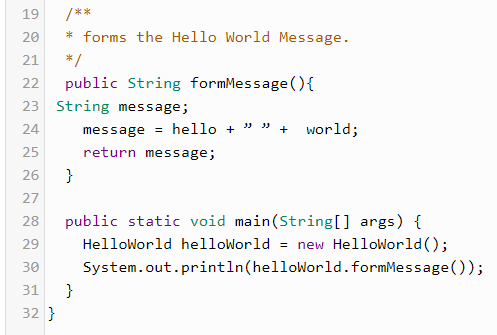 19 /**
20 * forms the Hello World Message.
21 */
22 public String formMessage(){
23 String message;
24 message = hello + ” ” + world;
25 return message;
26 }
27
28 public static void main(String[] args) {
29 HelloWorld helloWorld = new HelloWorld();
30 System.out.println(helloWorld.formMessage());
31 }
32 }